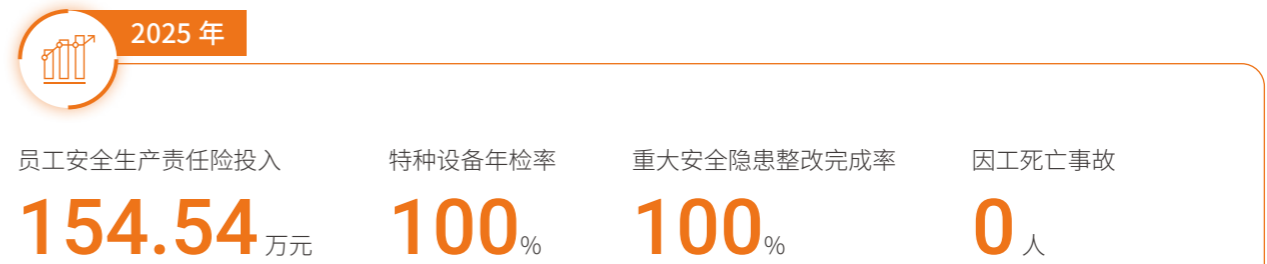 2025 年
员工安全生产责任险投入
154.54 万元
特种设备年检率
100%
重大安全隐患整改完成率
100%
因工死亡事故
0 人